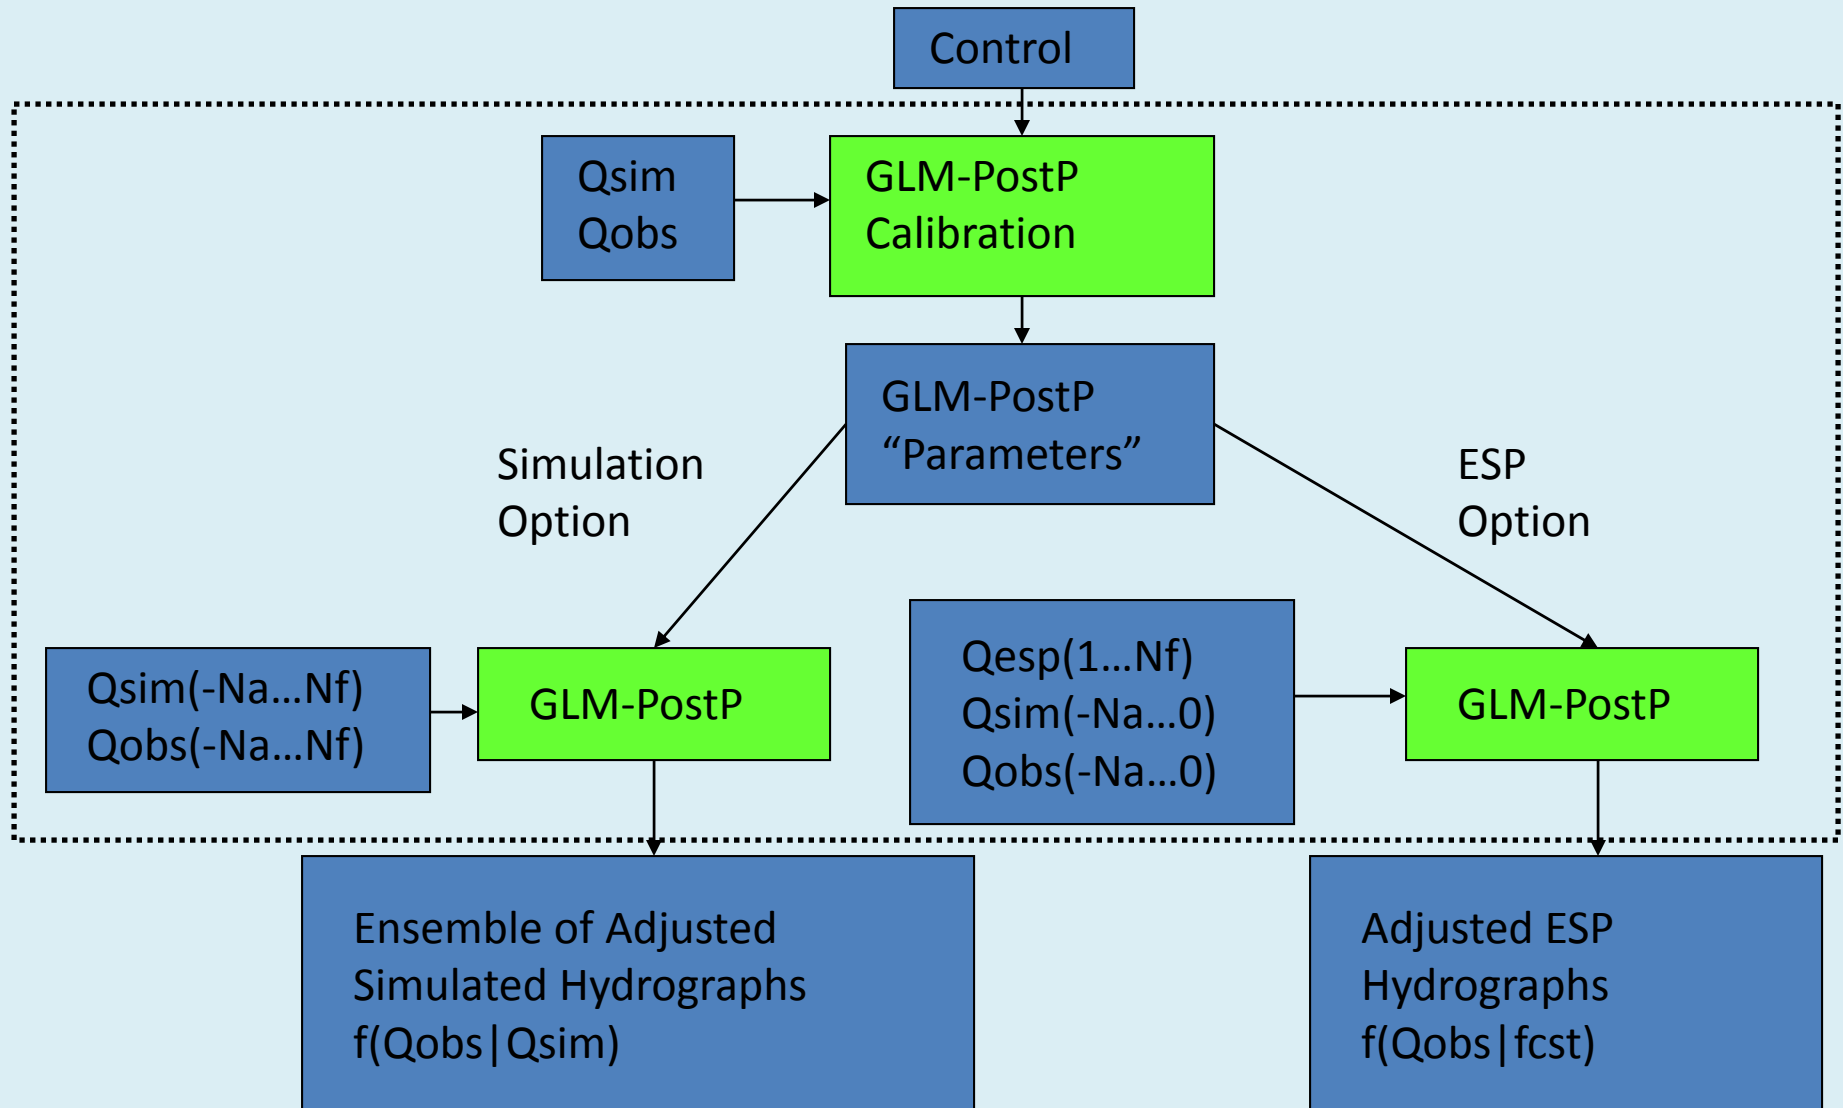 Control
Qsim
Qobs
GLM-PostP
Calibration
GLM-PostP
“Parameters”
Simulation
Option
ESP
Option
Qsim(-Na...Nf)
Qobs(-Na...Nf)
GLM-PostP
Qesp(1...Nf)
Qsim(-Na...0)
Qobs(-Na...0)
GLM-PostP
Ensemble of Adjusted
Simulated Hydrographs
f(Qobs|Qsim)
Adjusted ESP
Hydrographs
f(Qobs|fcst)